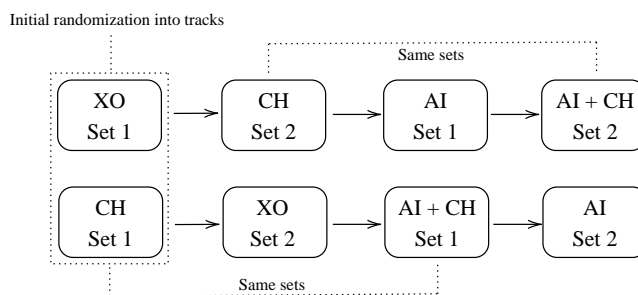 Initial randomization into tracks
Same sets
XO
Set 1
CH
Set 2
AI
Set 1
AI + CH
Set 2
CH
Set 1
XO
Set 2
AI + CH
Set 1
AI
Set 2
Same sets